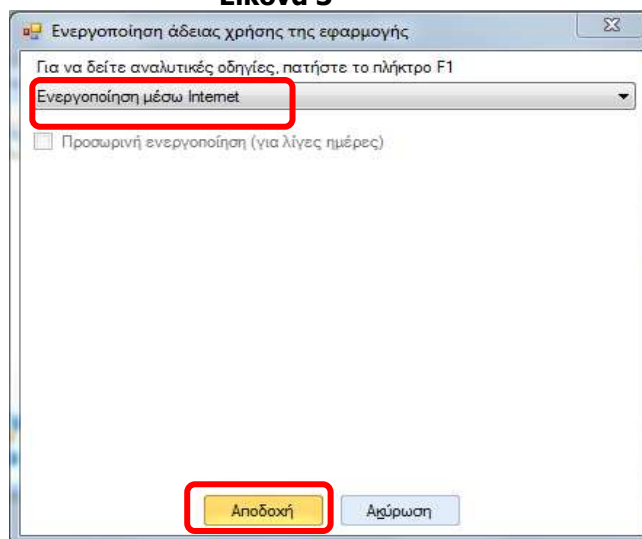 Ενεργοποίηση άδειας χρήσης της εφαρμογής
Για να δείτε αναλυτικές οδηγίες, πατήστε το πλήκτρο F1
Ενεργοποίηση μέσω Internet
Προσωρινή ενεργοποίηση (για λίγες ημέρες)
Αποδοχή Ακύρωση